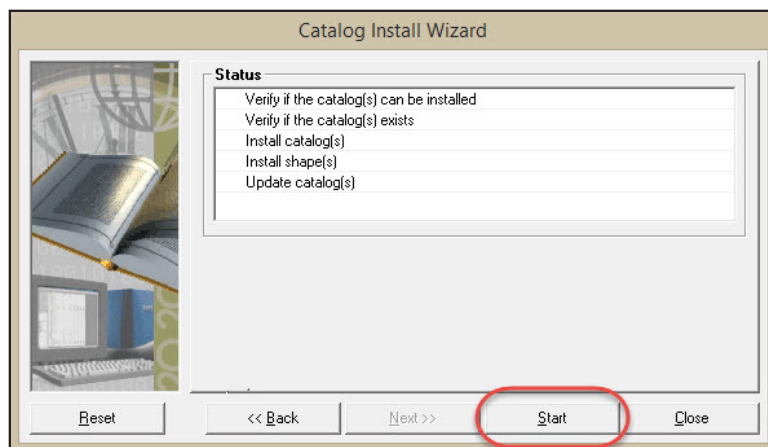 Catalog Install Wizard
Status
Verify if the catalog(s) can be installed
Verify if the catalog(s) exists
Install catalog(s)
Install shape(s)
Update catalog(s)
Reset
<< Back
Next >>
Start
Close